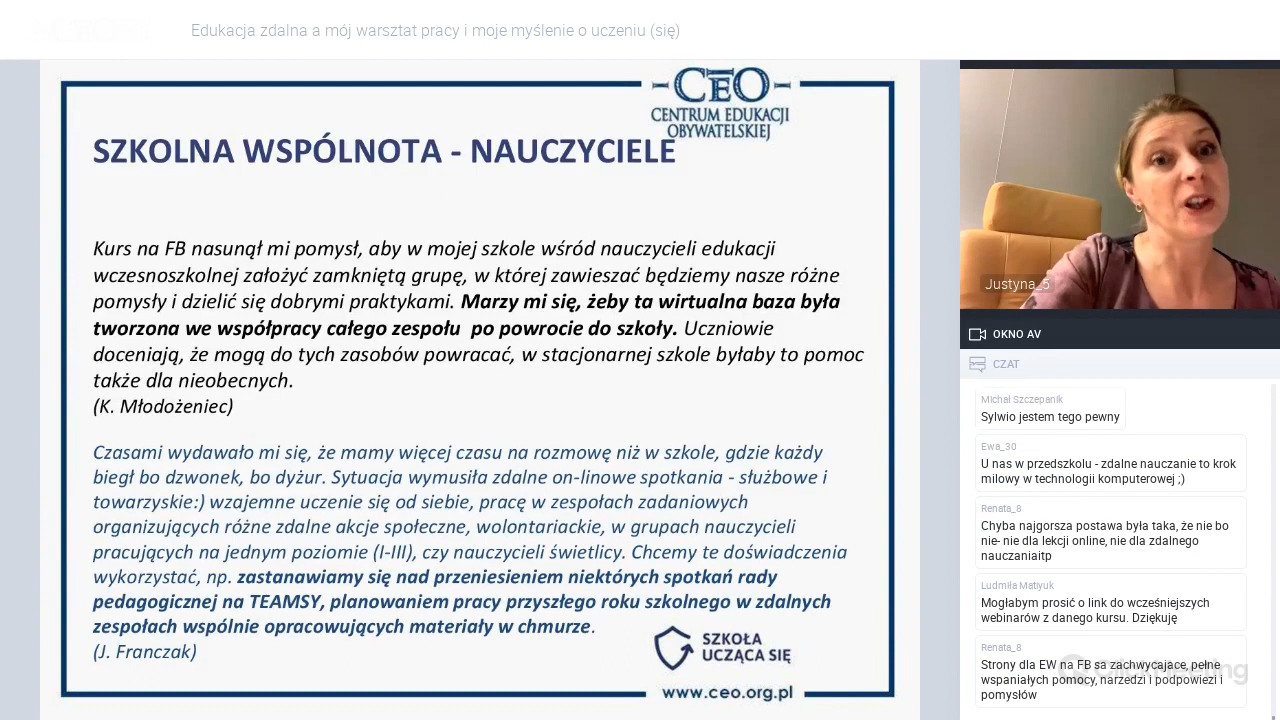 Edukacja zdalna a mój warsztat pracy i moje myślenie o uczeniu (się)
CEO
CENTRUM EDUKACJI
OBYWATELSKIEJ
SZKOLNA WSPÓLNOTA - NAUCZYCIELE
Kurs na FB nasunął mi pomysł, aby w mojej szkole wśród nauczycieli edukacji
wczesnoszkolnej założyć zamkniętą grupę, w której zawieszać będziemy nasze różne
pomysły i dzielić się dobrymi praktykami. Marzy mi się, żeby ta wirtualna baza była
tworzona we współpracy całego zespołu po powrocie do szkoły. Uczniowie
doceniają, że mogą do tych zasobów powracać, w stacjonarnej szkole byłaby to pomoc
także dla nieobecnych.
(K. Młodożeniec)
Czasami wydawało mi się, że mamy więcej czasu na rozmowę niż w szkole, gdzie każdy
biegł bo dzwonek, bo dyżur. Sytuacja wymusiła zdalne on-linowe spotkania - służbowe i
towarzyskie:) wzajemne uczenie się od siebie, pracę w zespołach zadaniowych
organizujących różne zdalne akcje społeczne, wolontariackie, w grupach nauczycieli
pracujących na jednym poziomie (I-III), czy nauczycieli świetlicy. Chcemy te doświadczenia
wykorzystać, np. zastanawiamy się nad przeniesieniem niektórych spotkań rady
pedagogicznej na TEAMSY, planowaniem pracy przyszłego roku szkolnego w zdalnych
zespołach wspólnie opracowujących materiały w chmurze.
(J. Franczak)
SZKOŁA
UCZĄCA SIĘ
www.ceo.org.pl
Justyna_5
OKNO AV
CZAT
Michał Szczepanik
Sylwio jestem tego pewny
Ewa_30
U nas w przedszkolu - zdalne nauczanie to krok
milowy w technologii komputerowej ;)
Renata_8
Chyba najgorsza postawa była taka, że nie bo
nie- nie dla lekcji online, nie dla zdalnego
nauczaniaitp
Ludmiła Matiyuk
Mogłabym prosić o link do wcześniejszych
webinarów z danego kursu. Dziękuję
Renata_8
Strony dla EW na FB są zachwycające, pełne
wspaniałych pomocy, narzędzi i podpowiezi i
pomysłów